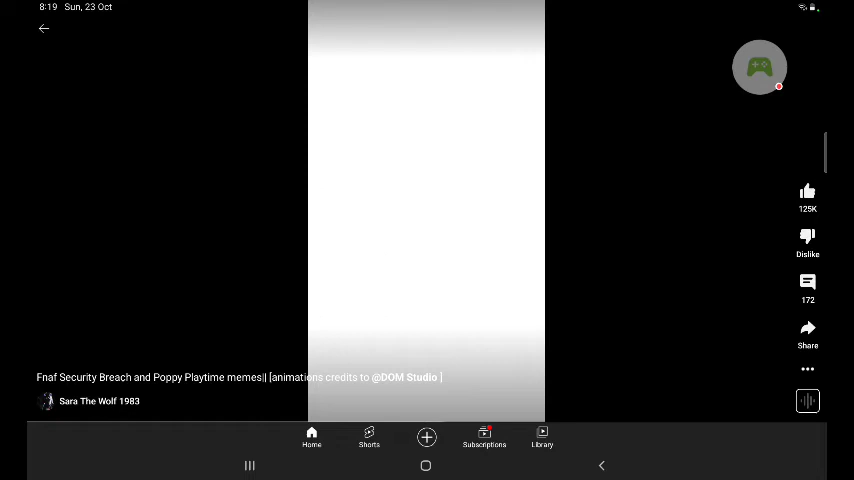 8:19 Sun, 23 Oct
125K
Dislike
172
Share
Fnaf Security Breach and Poppy Playtime memes|| [animations credits to @DOM Studio ]
Sara The Wolf 1983
Home Shorts Subscriptions Library